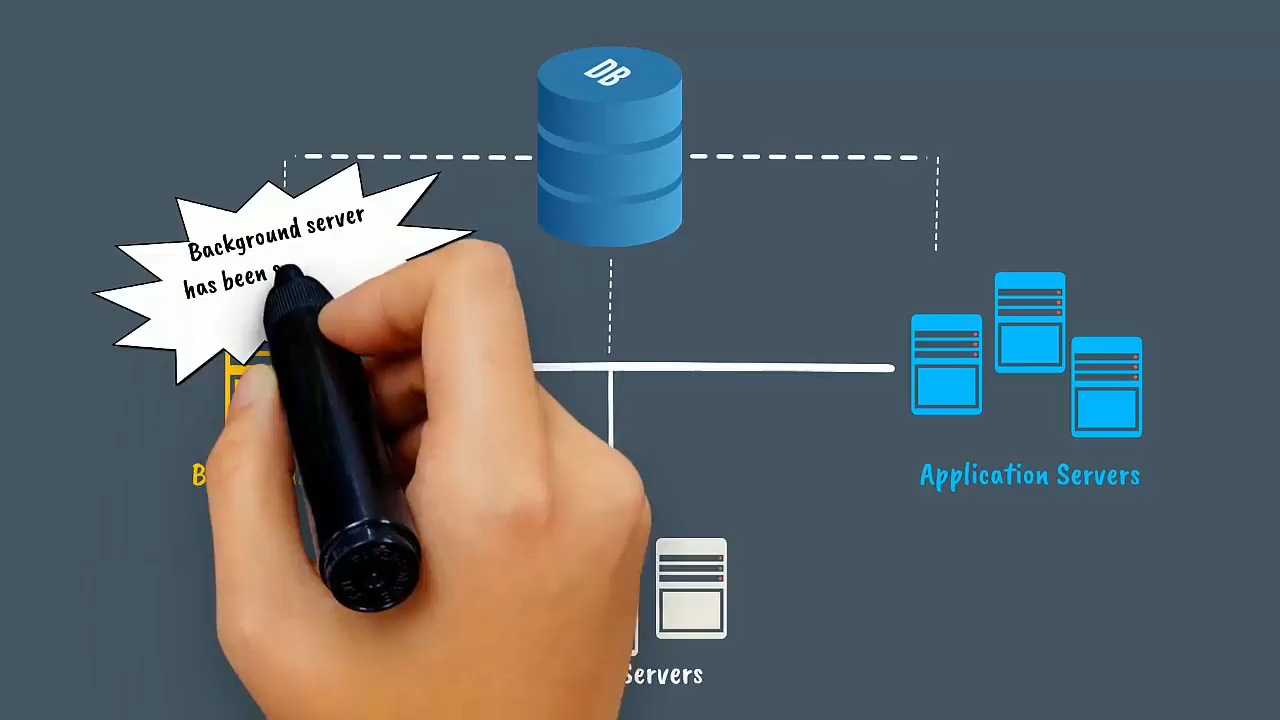 DB
Background server
has been
Application Servers
Servers